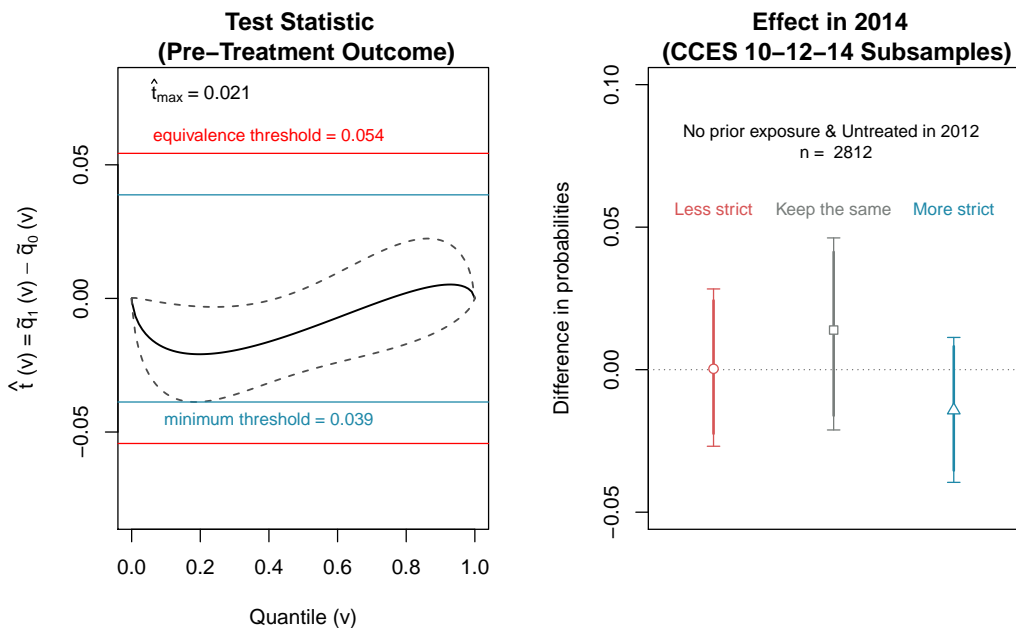 Test Statistic
(Pre−Treatment Outcome)
t̂max = 0.021
equivalence threshold = 0.054
minimum threshold = 0.039
0.05
0.00
−0.05
t̂ (v) = q̃1 (v) − q̃0 (v)
0.0 0.2 0.4 0.6 0.8 1.0
Quantile (v)
Effect in 2014
(CCES 10−12−14 Subsamples)
No prior exposure & Untreated in 2012
n = 2812
Less strict Keep the same More strict
0.10
0.05
0.00
−0.05
Difference in probabilities